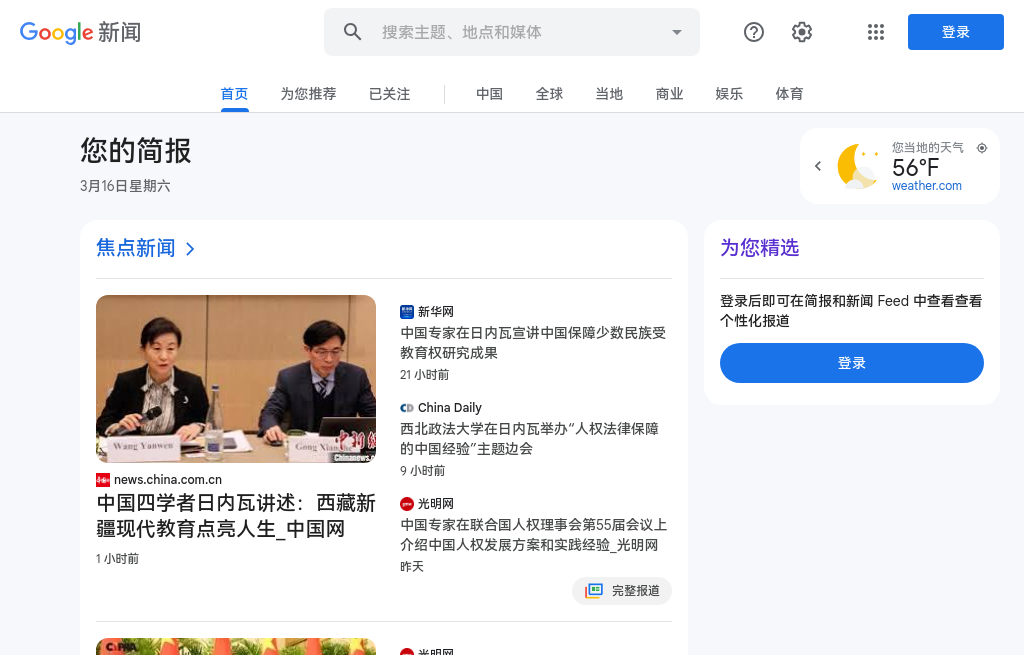 Google 新闻
搜索主题、地点和媒体
登录
首页
为您推荐
已关注
中国
全球
当地
商业
娱乐
体育
您的简报
3月16日星期六
您当地的天气
56°F
weather.com
焦点新闻
为您精选
登录后即可在简报和新闻 Feed 中查看查看
个性化报道
登录
Wang Yanwen
news.china.com.cn
中国四学者日内瓦讲述：西藏新
疆现代教育点亮人生_中国网
1 小时前
新华网
中国专家在日内瓦宣讲中国保障少数民族受
教育权研究成果
21 小时前
China Daily
西北政法大学在日内瓦举办“人权法律保障
的中国经验”主题边会
9 小时前
光明网
中国专家在联合国人权理事会第55届会议上
介绍中国人权发展方案和实践经验_光明网
昨天
完整报道
光明网